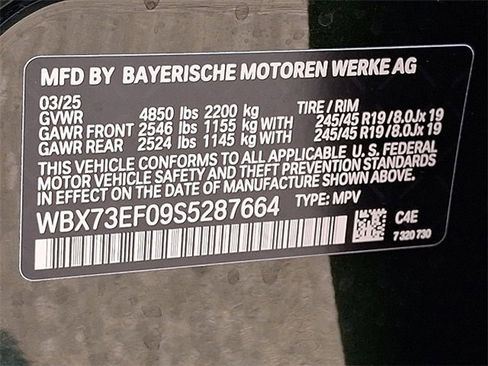 MFD BY BAYERISCHE MOTOREN WERKE AG
03/25 TIRE / RIM
GVWR 4850 lbs 2200 kg
GAWR FRONT 2546 lbs 1155 kg WITH 245/45 R19/8.0Jx19
GAWR REAR 2524 lbs 1145 kg WITH 245/45 R19/8.0Jx19
THIS VEHICLE CONFORMS TO ALL APPLICABLE U.S. FEDERAL
MOTOR VEHICLE SAFETY AND THEFT PREVENTION STANDARDS
IN EFFECT ON THE DATE OF MANUFACTURE SHOWN ABOVE.
WBX73EF09S5287664 TYPE: MPV
C4E
7 320 730